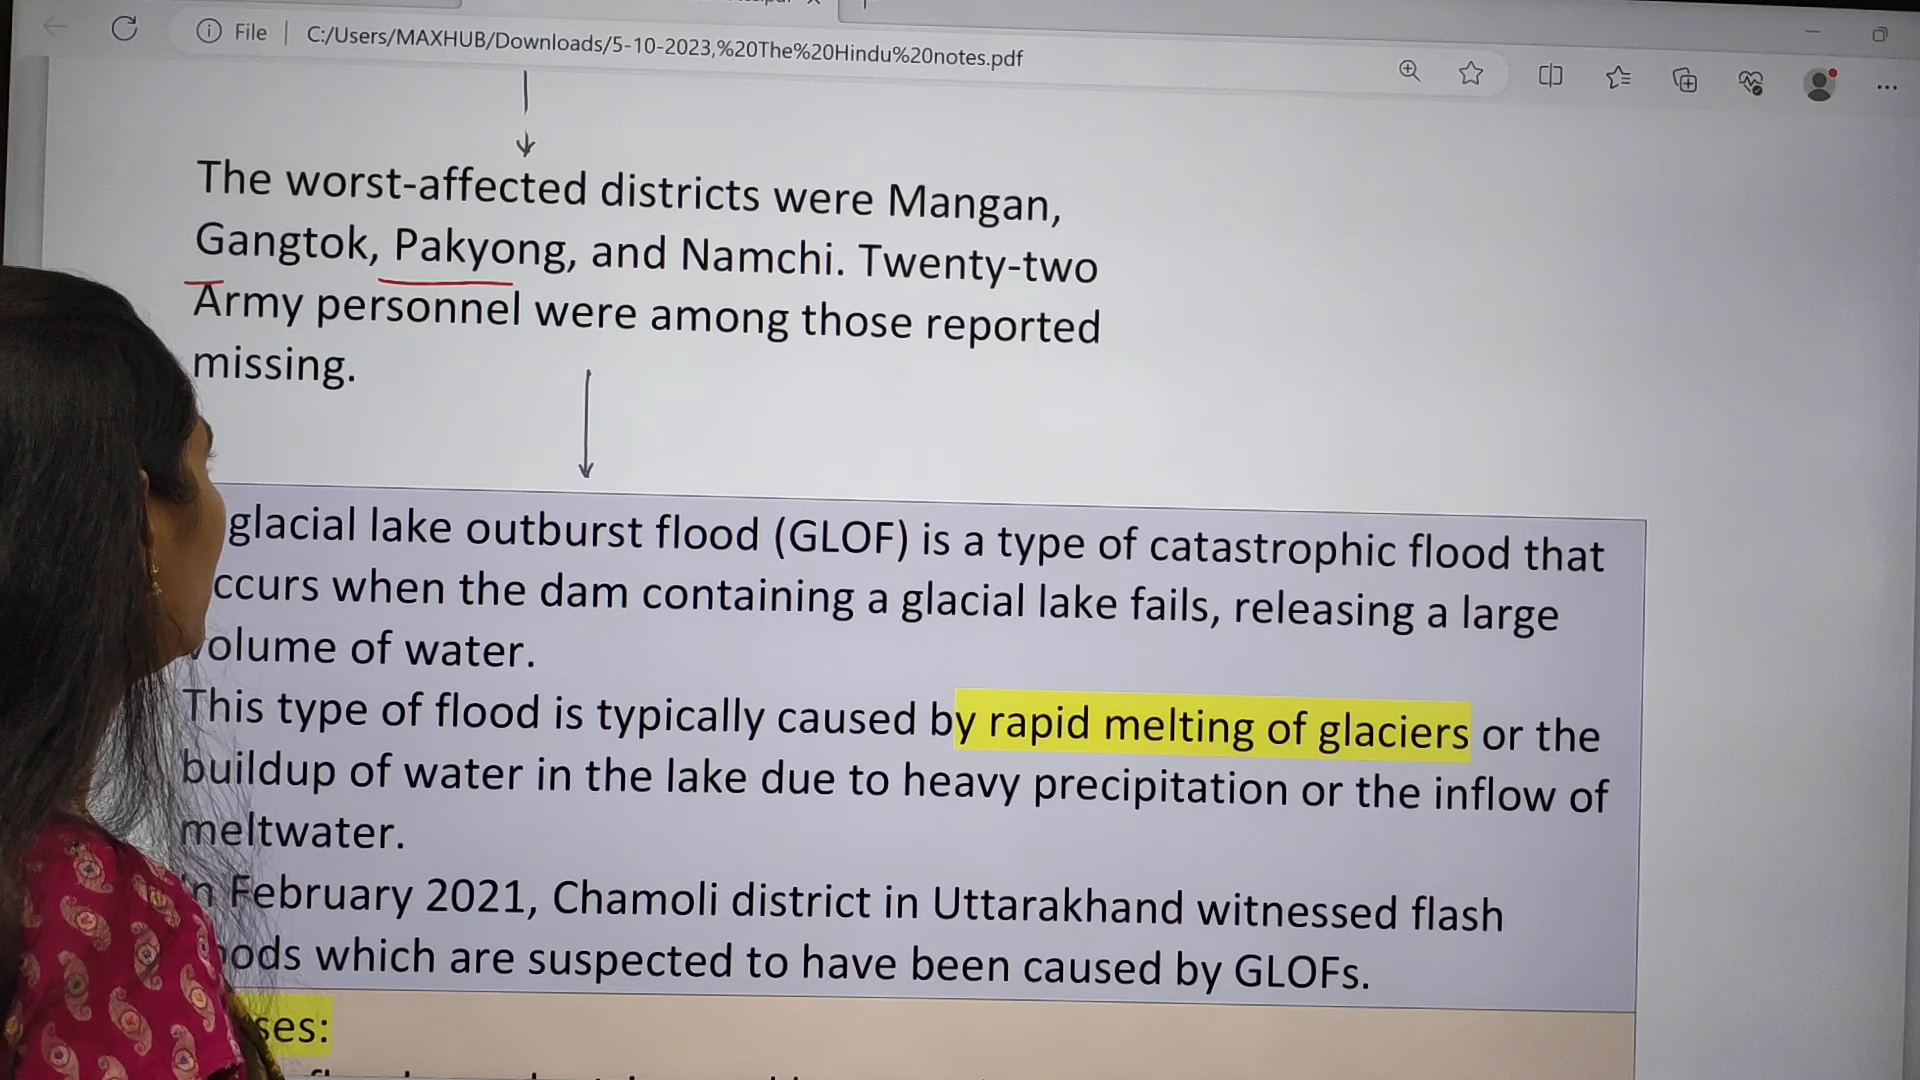 File | C:/Users/MAXHUB/Downloads/5-10-2023,%20The%20Hindu%20notes.pdf
The worst-affected districts were Mangan,
Gangtok, Pakyong, and Namchi. Twenty-two
Army personnel were among those reported
missing.
glacial lake outburst flood (GLOF) is a type of catastrophic flood that
ccurs when the dam containing a glacial lake fails, releasing a large
volume of water.
This type of flood is typically caused by rapid melting of glaciers or the
buildup of water in the lake due to heavy precipitation or the inflow of
meltwater.
In February 2021, Chamoli district in Uttarakhand witnessed flash
oods which are suspected to have been caused by GLOFs.
ses: